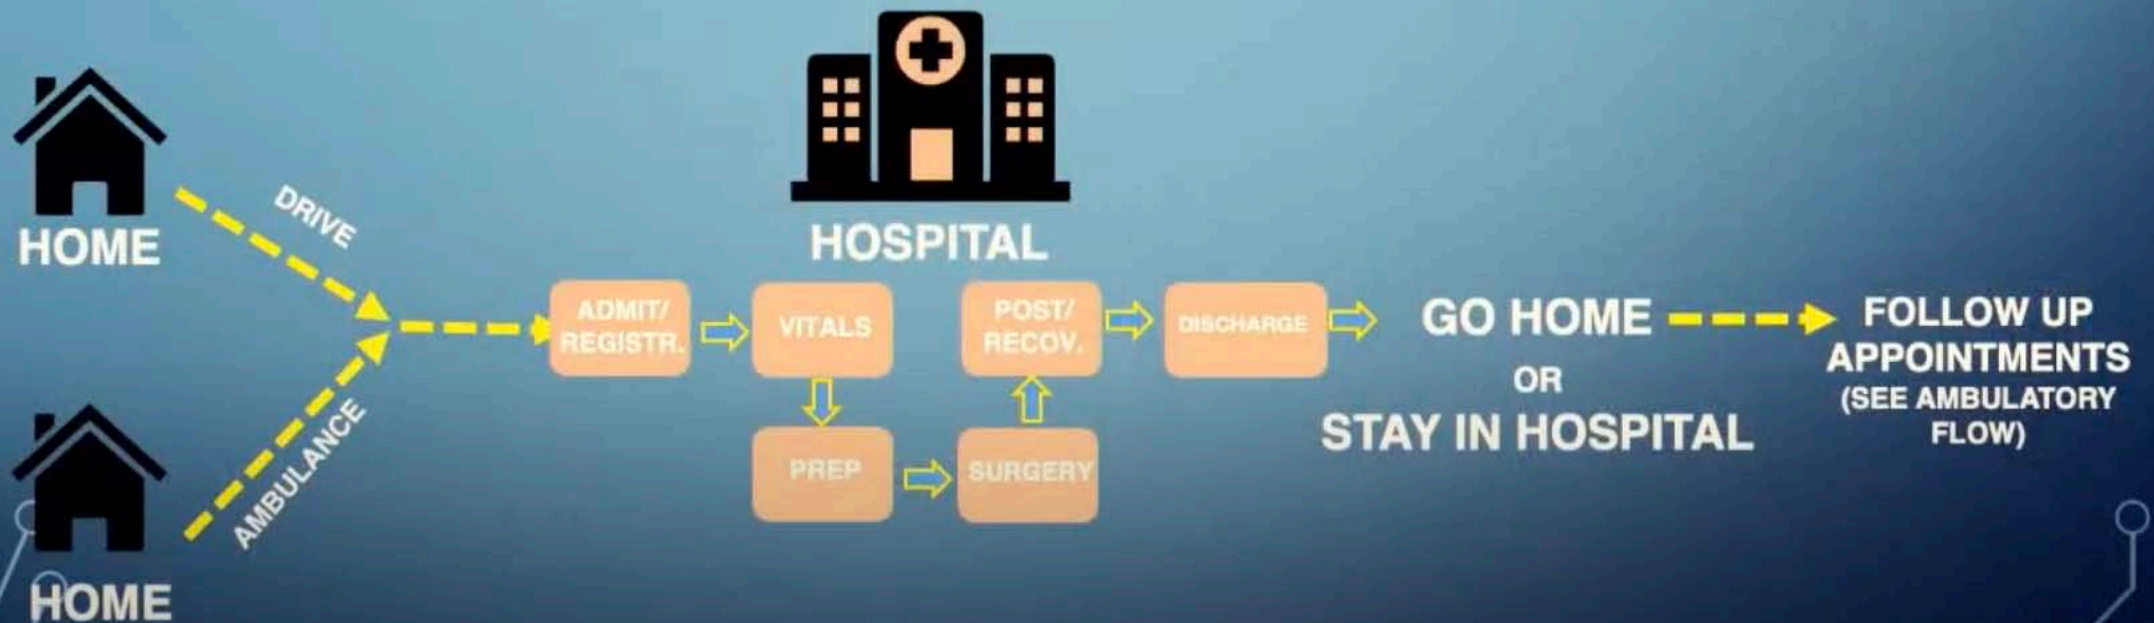 HOME
DRIVE
HOSPITAL
ADMIT/
REGISTR.
VITALS
PREP
SURGERY
POST/
RECOV.
DISCHARGE
GO HOME
OR
STAY IN HOSPITAL
FOLLOW UP
APPOINTMENTS
(SEE AMBULATORY
FLOW)
AMBULANCE
HOME